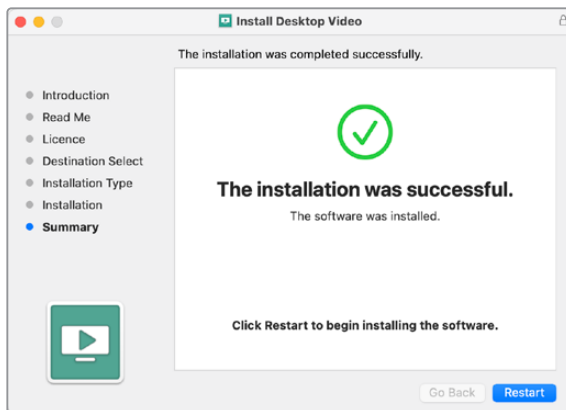 Install Desktop Video
The installation was completed successfully.
Introduction
Read Me
Licence
Destination Select
Installation Type
Installation
Summary
The installation was successful.
The software was installed.
Click Restart to begin installing the software.
Go Back
Restart